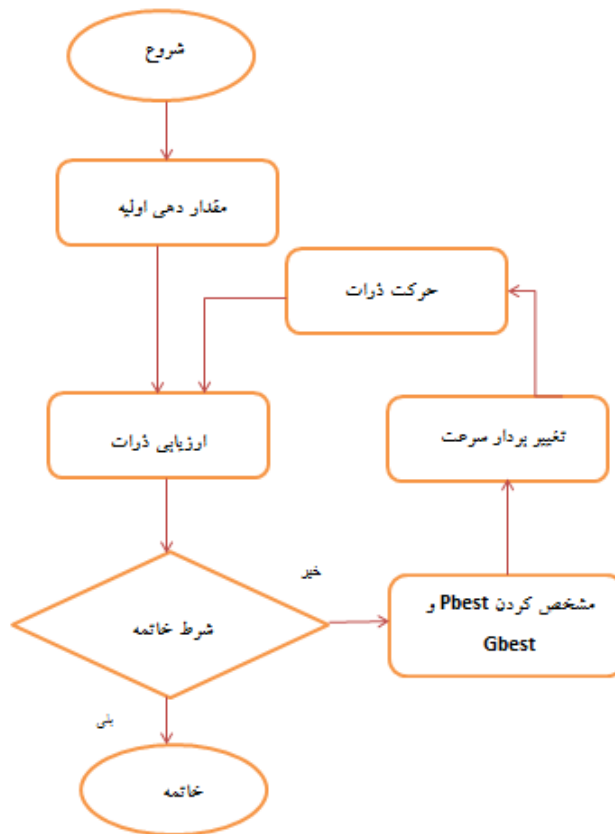 شروع
مقدار دهی اولیه
حرکت ذرات
ارزیابی ذرات
تغییر بردار سرعت
خیر
شرط خاتمه
مشخص کردن Pbest و
Gbest
بلی
خاتمه